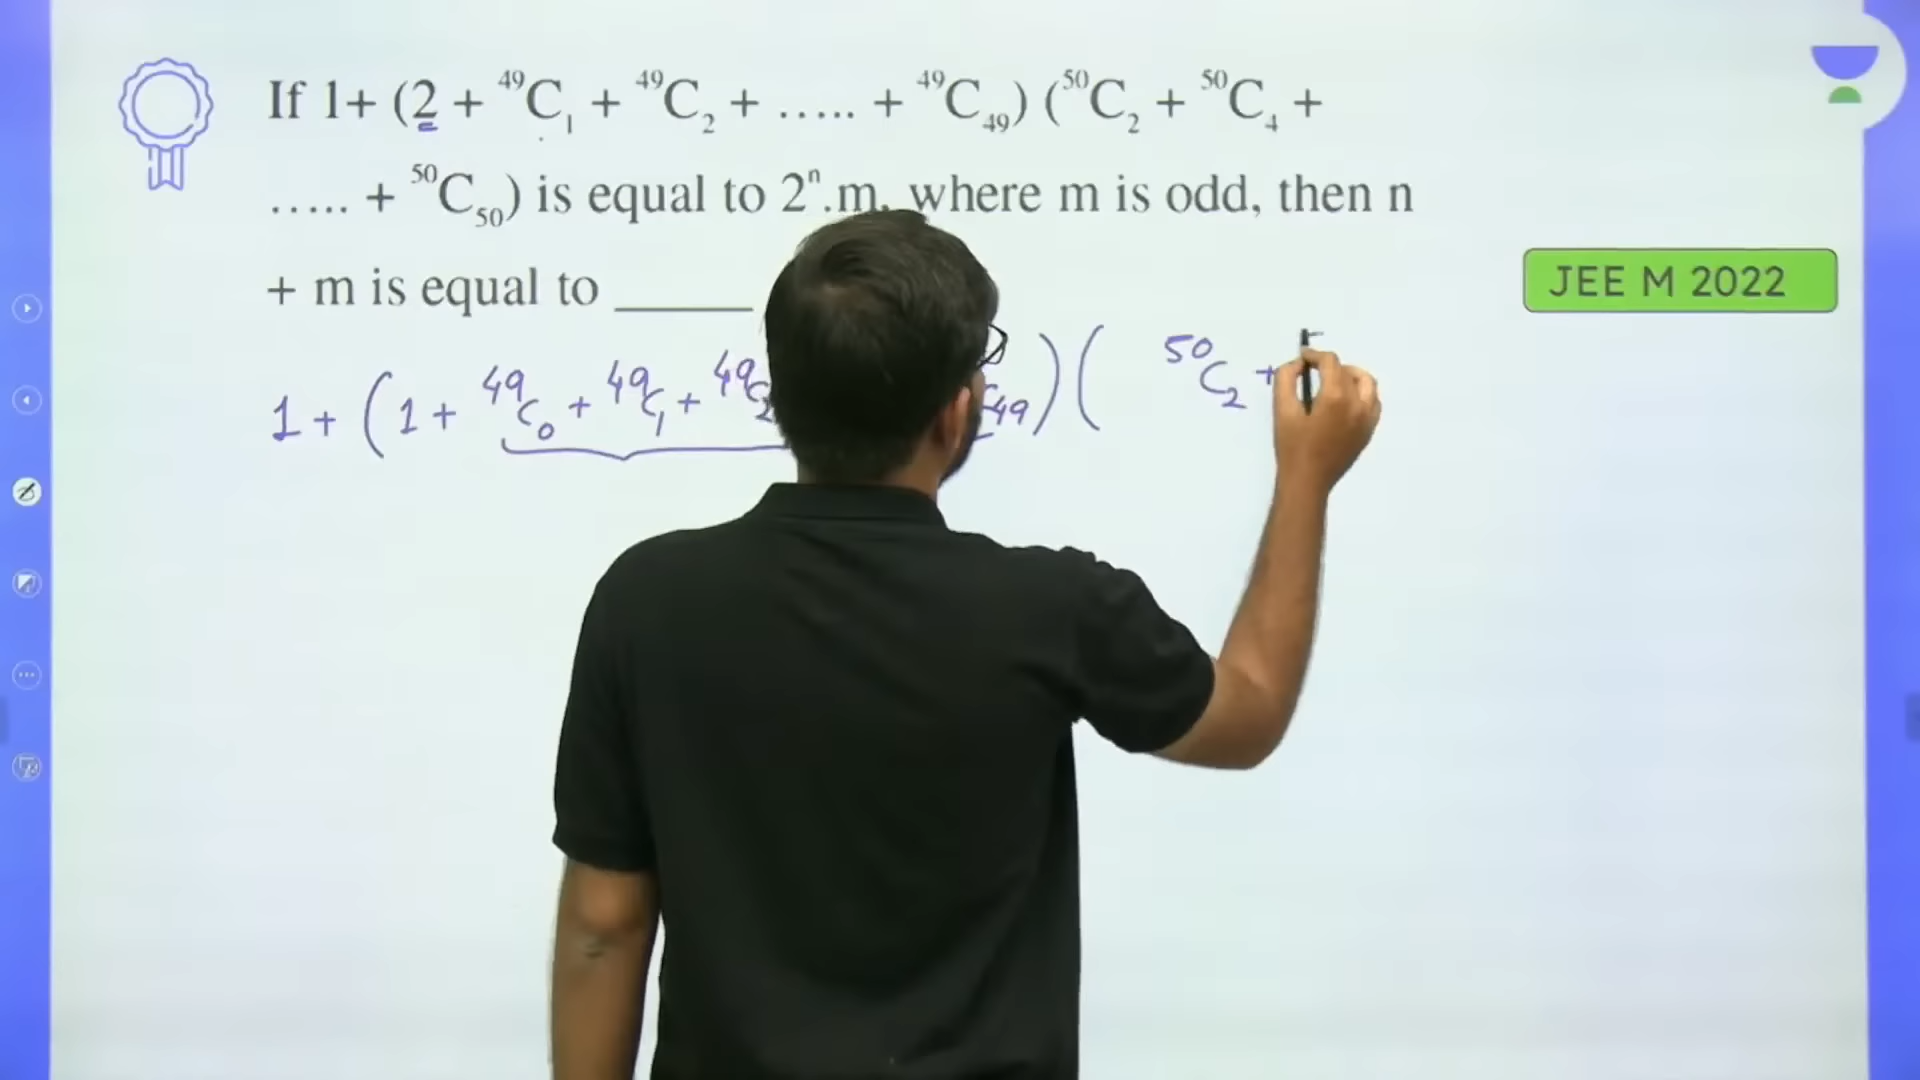 If 1+ (2 + ⁴⁹C₁ + ⁴⁹C₂ + ..... + ⁴⁹C₄₉) (⁵⁰C₂ + ⁵⁰C₄ +
..... + ⁵⁰C₅₀) is equal to 2ⁿ.m, where m is odd, then n
+ m is equal to ______
JEE M 2022
1 + (1 + ⁴⁹C₀ + ⁴⁹C₁ + ⁴⁹C₂ ₄₉) ( ⁵⁰C₂ +